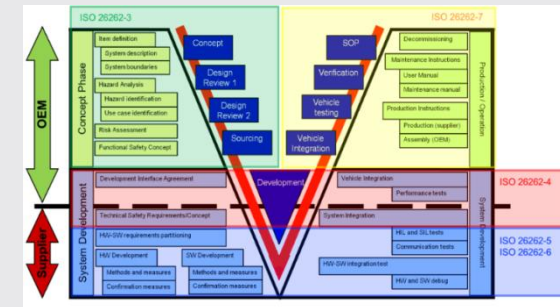 ISO 26262-3
ISO 26262-7
OEM
Concept Phase
Item definition
System description
System boundaries
Hazard Analysis
Hazard identification
Use case identification
Risk Assessment
Functional Safety Concept
Concept
Design
Review 1
Design
Review 2
Sourcing
SOP
Verification
Vehicle
testing
Vehicle
Integration
Decommissioning
Maintenance Instructions
User Manual
Maintenance manual
Production Instructions
Production (supplier)
Assembly (OEM)
Production / Operation
Development Interface Agreement
Development
Vehicle Integration
Performance tests
ISO 26262-4
Supplier
System Development
Technical Safety Requirements/Concept
HW-SW requirements partitioning
HW Development
Methods and measures
Confirmation measures
SW Development
Methods and measures
Confirmation measures
System Integration
HIL and SIL tests
Communication tests
HW-SW integration test
HW and SW debug
System Development
ISO 26262-5
ISO 26262-6